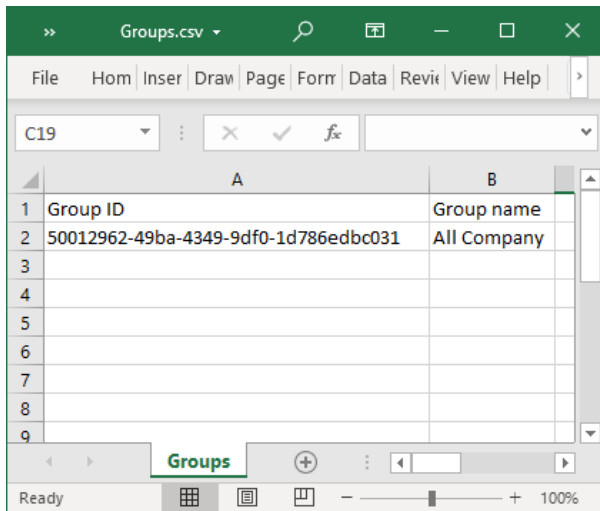 » Groups.csv
File Hom Inser Draw Page Form Data Revie View Help >
C19 fx
A B
1 Group ID Group name
2 50012962-49ba-4349-9df0-1d786edbc031 All Company
3
4
5
6
7
8
9
Groups
Ready 100%